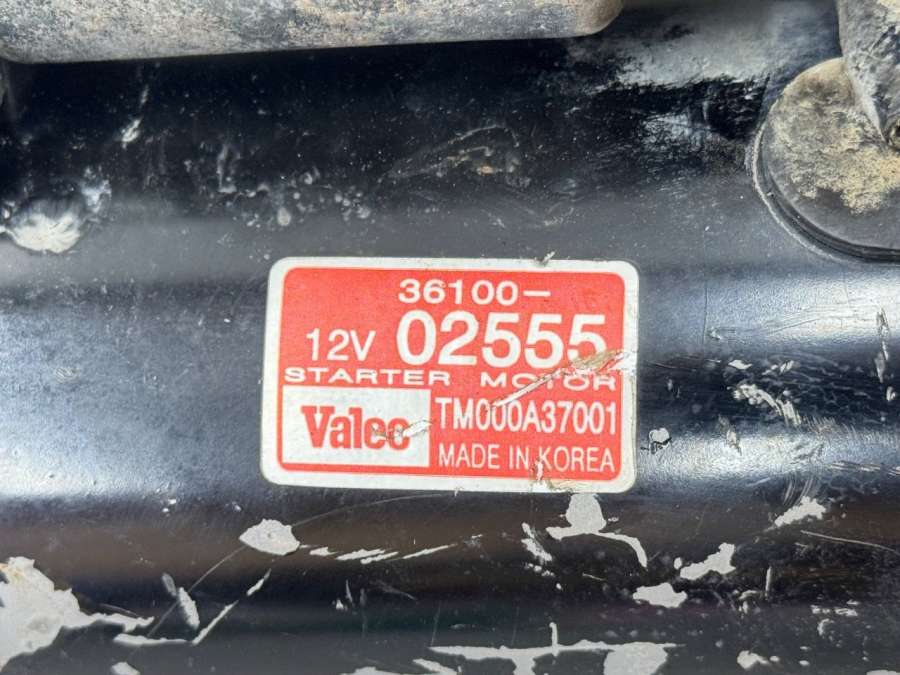 36100-
12V 02555
STARTER MOTOR
Valeo TM000A37001
MADE IN KOREA